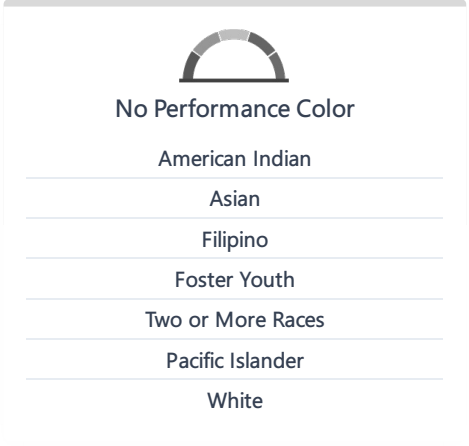 No Performance Color
American Indian
Asian
Filipino
Foster Youth
Two or More Races
Pacific Islander
White